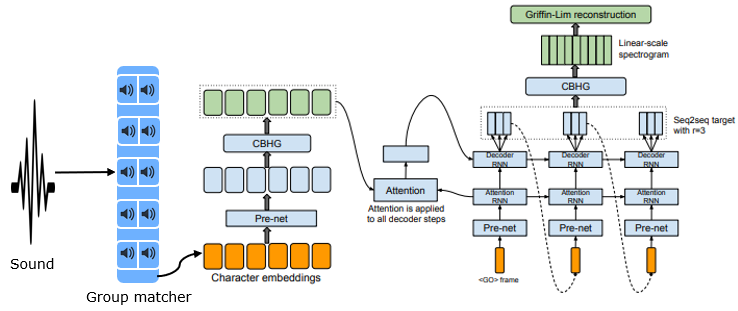 Griffin-Lim reconstruction
Linear-scale
spectrogram
CBHG
Seq2seq target
with r=3
CBHG
Decoder
RNN
Decoder
RNN
Decoder
RNN
Attention
Attention is applied
to all decoder steps
Attention
RNN
Attention
RNN
Attention
RNN
Pre-net
Pre-net
Pre-net
Pre-net
Sound
Character embeddings
<GO> frame
Group matcher